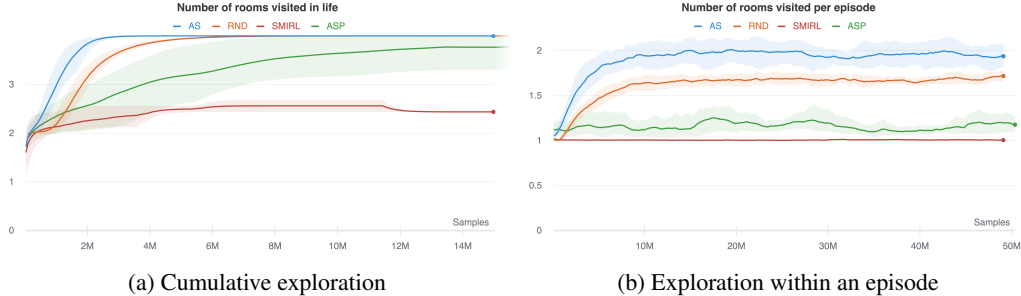 Number of rooms visited in life
AS RND SMIRL ASP
3
2
1
0
Samples
2M 4M 6M 8M 10M 12M 14M
(a) Cumulative exploration
Number of rooms visited per episode
AS RND SMIRL ASP
2
1.5
1
0.5
0
Samples
10M 20M 30M 40M 50M
(b) Exploration within an episode